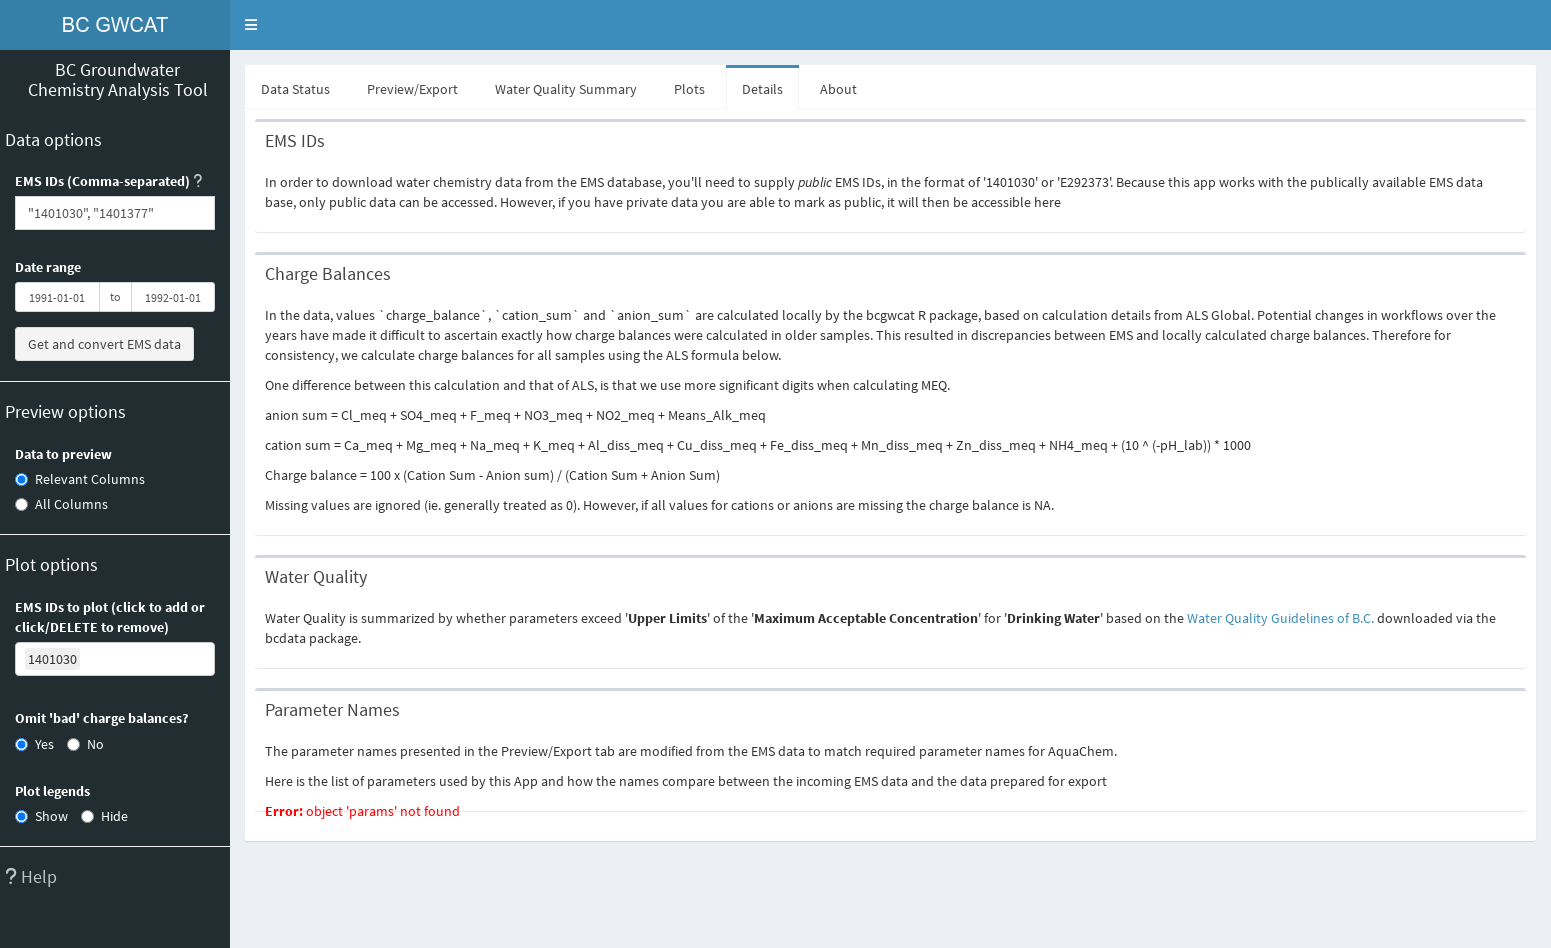 BC GWCAT
BC Groundwater
Chemistry Analysis Tool
Data options
EMS IDs (Comma-separated) ?
"1401030", "1401377"
Date range
1991-01-01 to 1992-01-01
Get and convert EMS data
Preview options
Data to preview
Relevant Columns
All Columns
Plot options
EMS IDs to plot (click to add or
click/DELETE to remove)
1401030
Omit 'bad' charge balances?
Yes No
Plot legends
Show Hide
? Help
Data Status Preview/Export Water Quality Summary Plots Details About
EMS IDs
In order to download water chemistry data from the EMS database, you'll need to supply public EMS IDs, in the format of '1401030' or 'E292373'. Because this app works with the publically available EMS data
base, only public data can be accessed. However, if you have private data you are able to mark as public, it will then be accessible here
Charge Balances
In the data, values `charge_balance`, `cation_sum` and `anion_sum` are calculated locally by the bcgwcat R package, based on calculation details from ALS Global. Potential changes in workflows over the
years have made it difficult to ascertain exactly how charge balances were calculated in older samples. This resulted in discrepancies between EMS and locally calculated charge balances. Therefore for
consistency, we calculate charge balances for all samples using the ALS formula below.
One difference between this calculation and that of ALS, is that we use more significant digits when calculating MEQ.
anion sum = Cl_meq + SO4_meq + F_meq + NO3_meq + NO2_meq + Means_Alk_meq
cation sum = Ca_meq + Mg_meq + Na_meq + K_meq + Al_diss_meq + Cu_diss_meq + Fe_diss_meq + Mn_diss_meq + Zn_diss_meq + NH4_meq + (10 ^ (-pH_lab)) * 1000
Charge balance = 100 x (Cation Sum - Anion sum) / (Cation Sum + Anion Sum)
Missing values are ignored (ie. generally treated as 0). However, if all values for cations or anions are missing the charge balance is NA.
Water Quality
Water Quality is summarized by whether parameters exceed 'Upper Limits' of the 'Maximum Acceptable Concentration' for 'Drinking Water' based on the Water Quality Guidelines of B.C. downloaded via the
bcdata package.
Parameter Names
The parameter names presented in the Preview/Export tab are modified from the EMS data to match required parameter names for AquaChem.
Here is the list of parameters used by this App and how the names compare between the incoming EMS data and the data prepared for export
Error: object 'params' not found